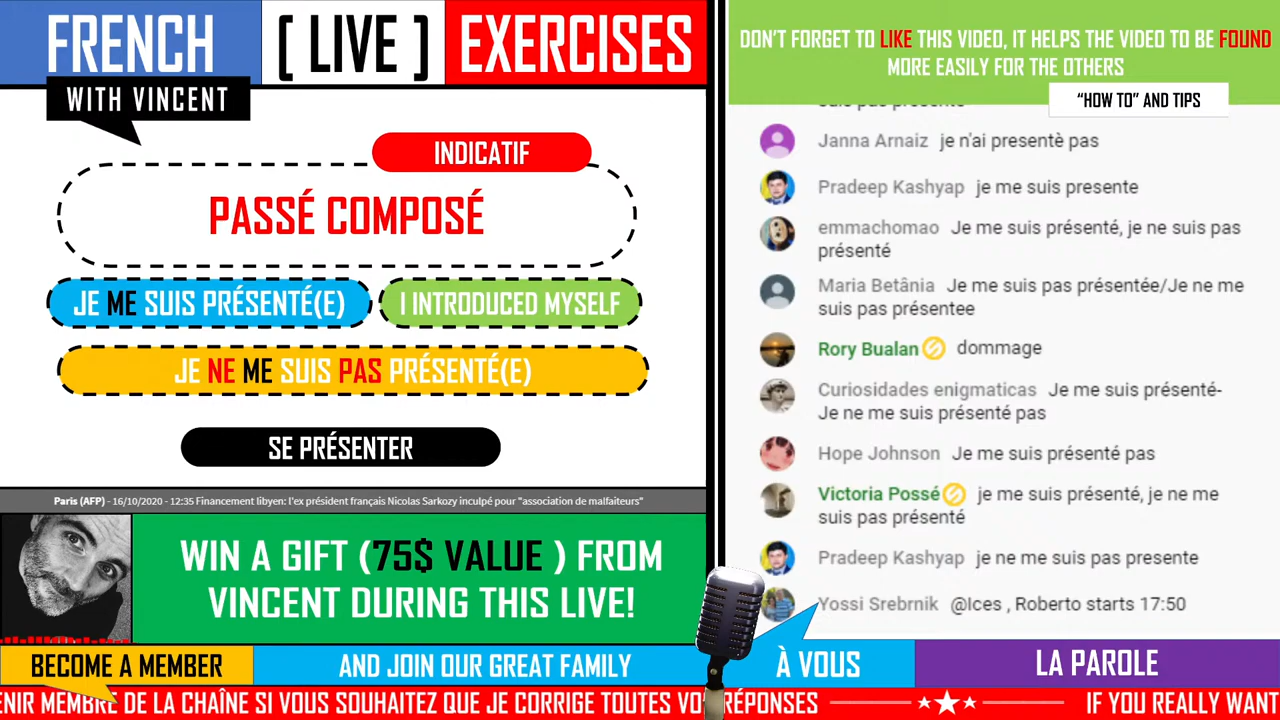 FRENCH [ LIVE ] EXERCISES
WITH VINCENT
INDICATIF
PASSÉ COMPOSÉ
JE ME SUIS PRÉSENTÉ(E)
I INTRODUCED MYSELF
JE NE ME SUIS PAS PRÉSENTÉ(E)
SE PRÉSENTER
Paris (AFP) - 16/10/2020 - 12:35 Financement libyen: l'ex président français Nicolas Sarkozy inculpé pour "association de malfaiteurs"
WIN A GIFT (75$ VALUE ) FROM
VINCENT DURING THIS LIVE!
BECOME A MEMBER
AND JOIN OUR GREAT FAMILY
DON'T FORGET TO LIKE THIS VIDEO, IT HELPS THE VIDEO TO BE FOUND
MORE EASILY FOR THE OTHERS
"HOW TO" AND TIPS
suis pas présenté
Janna Arnaiz je n'ai presentè pas
Pradeep Kashyap je me suis presente
emmachomao Je me suis présenté, je ne suis pas
présenté
Maria Betânia Je me suis pas présentée/Je ne me
suis pas présentee
Rory Bualan dommage
Curiosidades enigmaticas Je me suis présenté-
Je ne me suis présenté pas
Hope Johnson Je me suis présenté pas
Victoria Possé je me suis présenté, je ne me
suis pas présenté
Pradeep Kashyap je ne me suis pas presente
Yossi Srebrnik @Ices , Roberto starts 17:50
À VOUS
LA PAROLE
ENIR MEMBRE DE LA CHAÎNE SI VOUS SOUHAITEZ QUE JE CORRIGE TOUTES VO RÉPONSES
IF YOU REALLY WANT